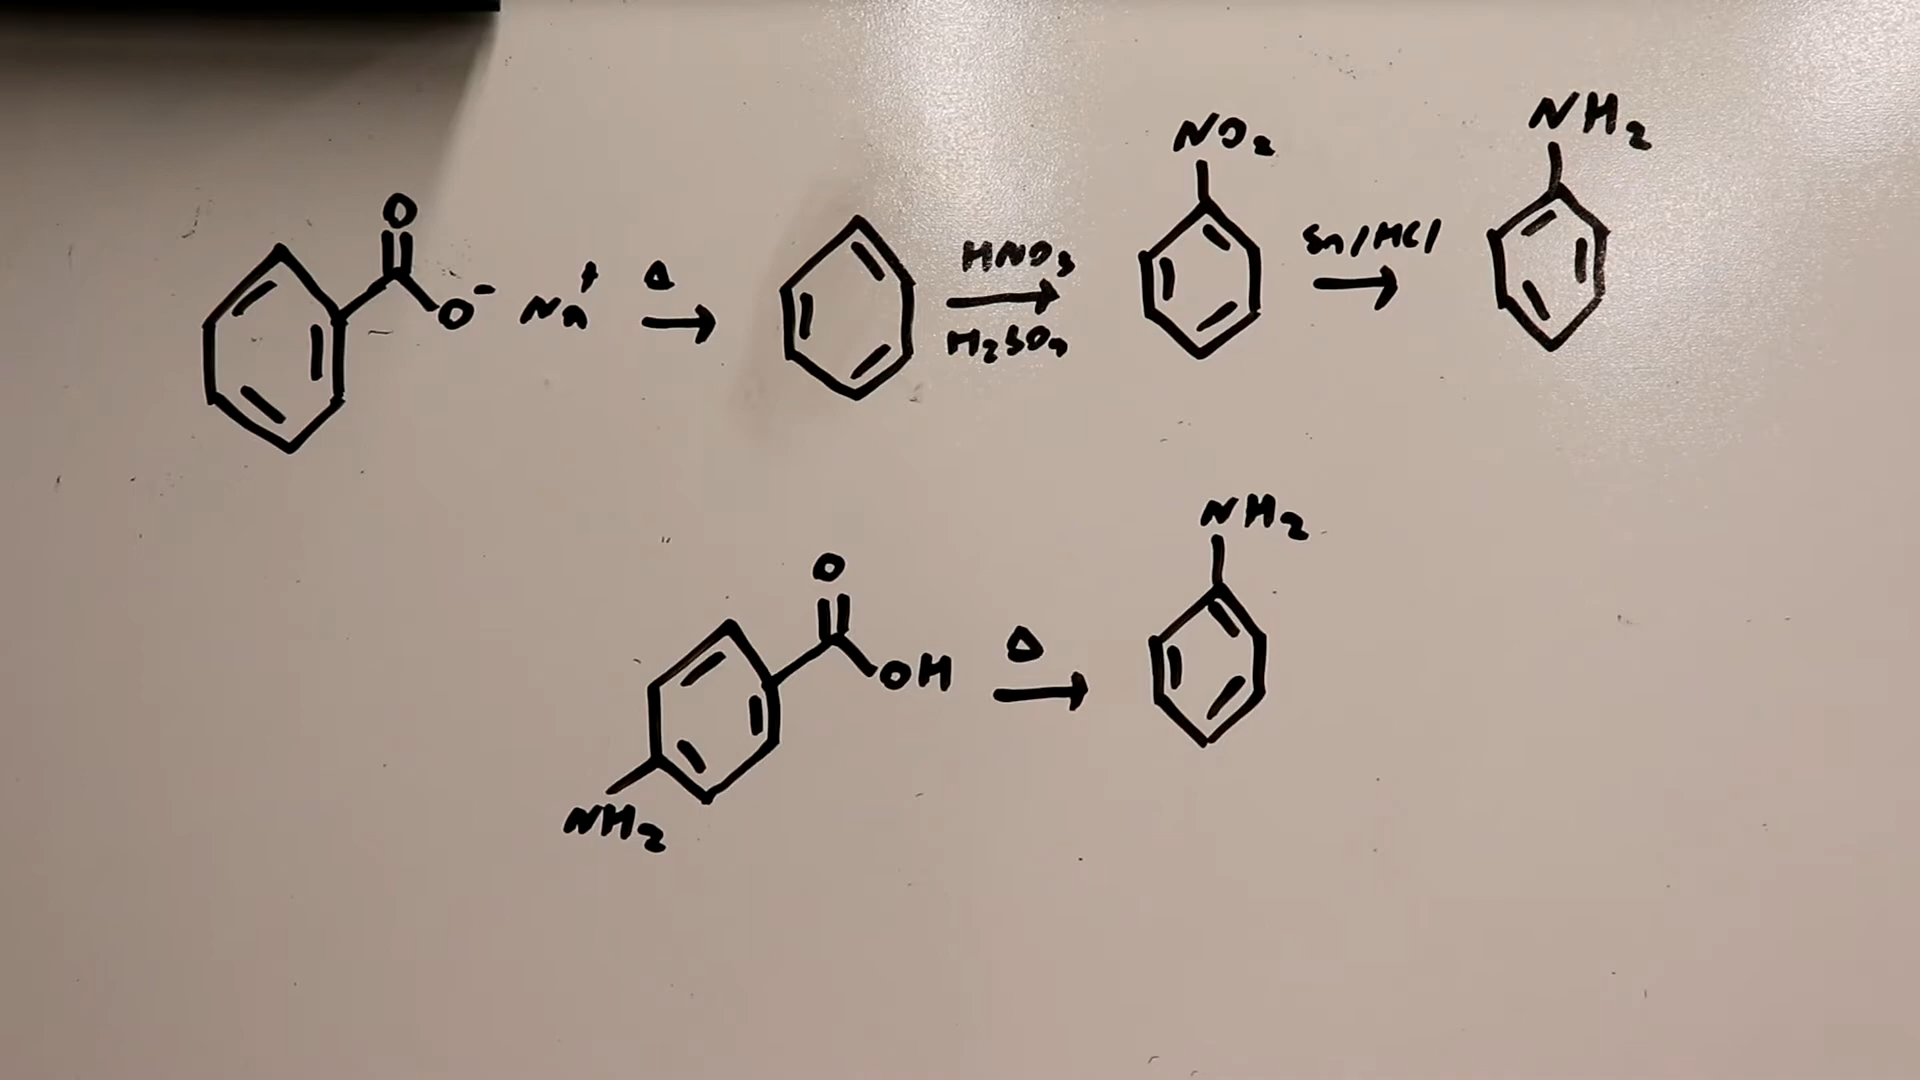 O
O⁻ Na⁺
Δ
HNO₃
H₂SO₄
NO₂
Sn/HCl
NH₂
O
OH
NH₂
Δ
NH₂